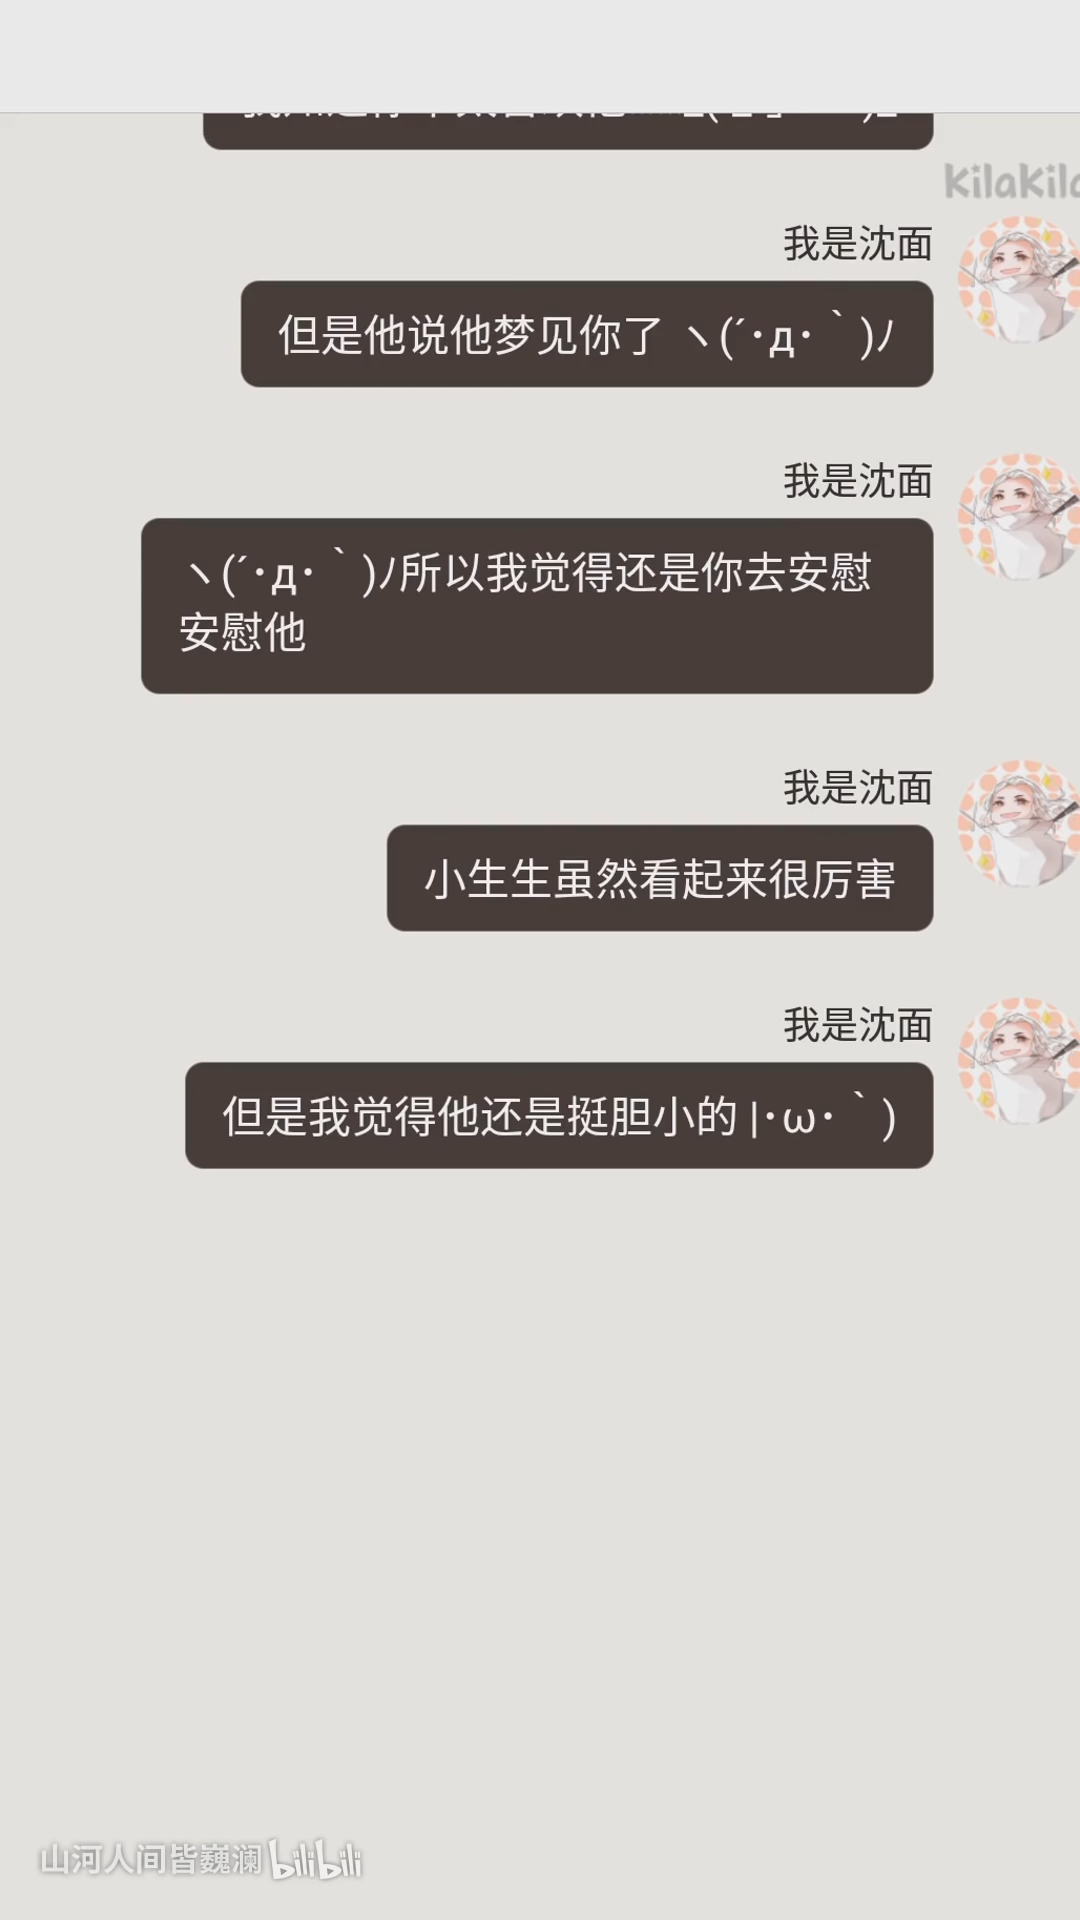 KilaKila
我是沈面
但是他说他梦见你了 ヽ(´･д･｀)ﾉ
我是沈面
ヽ(´･д･｀)ﾉ所以我觉得还是你去安慰
安慰他
我是沈面
小生生虽然看起来很厉害
我是沈面
但是我觉得他还是挺胆小的 |･ω･｀)
山河人间皆巍澜 bilibili